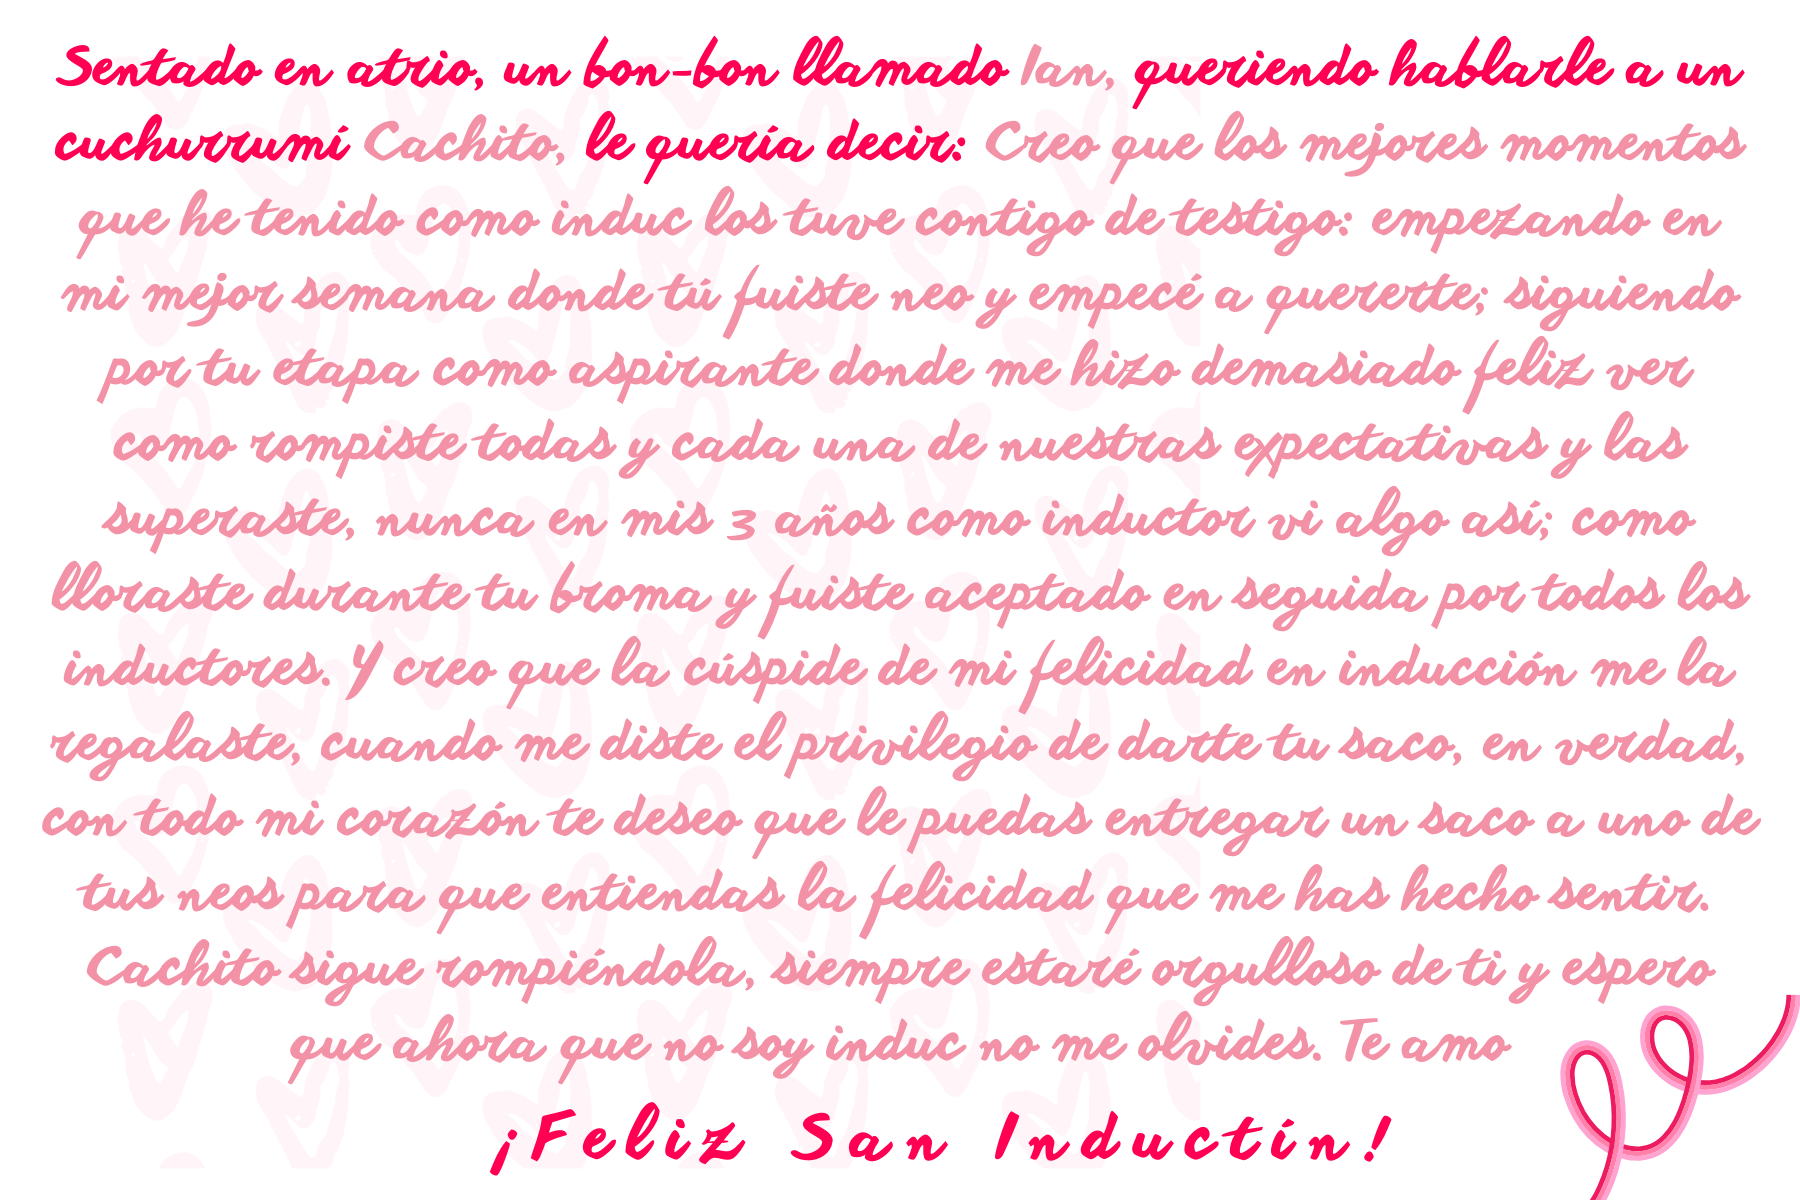 Sentado en atrio, un bon-bon llamado Ian, queriendo hablarle a un
cuchurrumí Cachito, le quería decir: Creo que los mejores momentos
que he tenido como induc los tuve contigo de testigo: empezando en
mi mejor semana donde tú fuiste neo y empecé a quererte; siguiendo
por tu etapa como aspirante donde me hizo demasiado feliz ver
como rompiste todas y cada una de nuestras expectativas y las
superaste, nunca en mis 3 años como inductor vi algo así; como
lloraste durante tu broma y fuiste aceptado en seguida por todos los
inductores. Y creo que la cúspide de mi felicidad en inducción me la
regalaste, cuando me diste el privilegio de darte tu saco, en verdad,
con todo mi corazón te deseo que le puedas entregar un saco a uno de
tus neos para que entiendas la felicidad que me has hecho sentir.
Cachito sigue rompiéndola, siempre estaré orgulloso de ti y espero
que ahora que no soy induc no me olvides. Te amo
¡Feliz San Inductín!